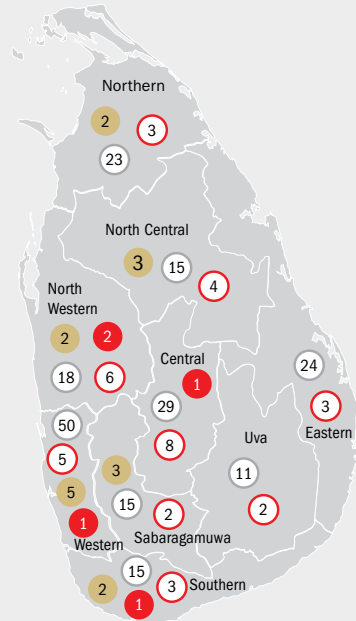 Northern
2
3
23
North Central
3
15
4
North
Western
2
2
18
6
Central
1
29
8
24
3
Eastern
50
5
5
1
Western
3
15
2
Sabaragamuwa
Uva
11
2
15
2
1
3
Southern